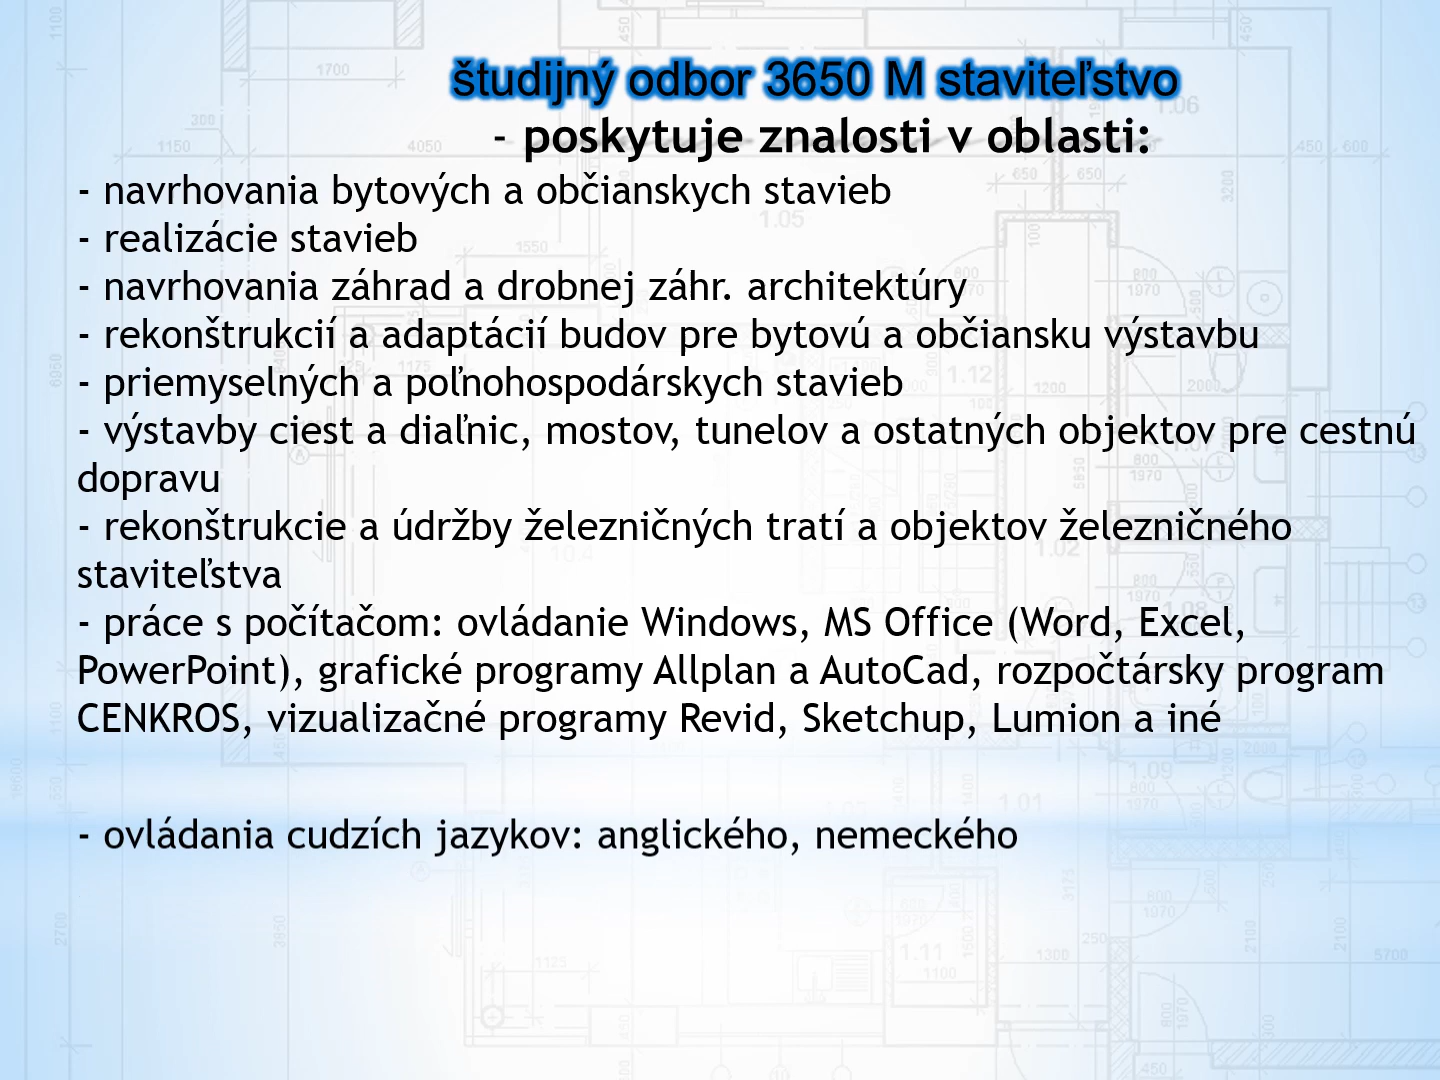 študijný odbor 3650 M staviteľstvo
- poskytuje znalosti v oblasti:
- navrhovania bytových a občianskych stavieb
- realizácie stavieb
- navrhovania záhrad a drobnej záhr. architektúry
- rekonštrukcií a adaptácií budov pre bytovú a občiansku výstavbu
- priemyselných a poľnohospodárskych stavieb
- výstavby ciest a diaľnic, mostov, tunelov a ostatných objektov pre cestnú
dopravu
- rekonštrukcie a údržby železničných tratí a objektov železničného
staviteľstva
- práce s počítačom: ovládanie Windows, MS Office (Word, Excel,
PowerPoint), grafické programy Allplan a AutoCad, rozpočtársky program
CENKROS, vizualizačné programy Revid, Sketchup, Lumion a iné
- ovládania cudzích jazykov: anglického, nemeckého